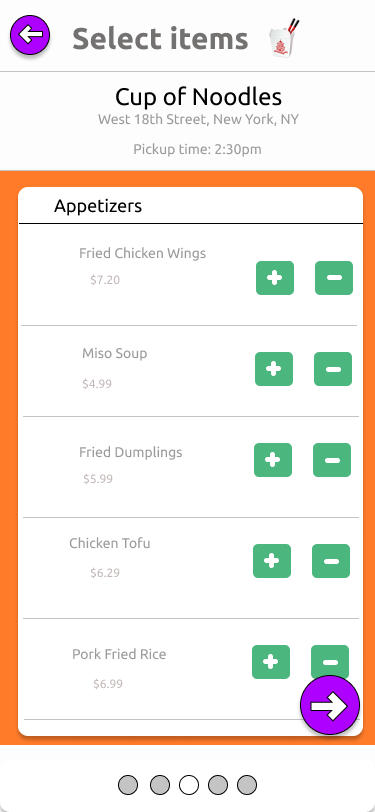 Select items
Cup of Noodles
West 18th Street, New York, NY
Pickup time: 2:30pm
Appetizers
Fried Chicken Wings
$7.20
Miso Soup
$4.99
Fried Dumplings
$5.99
Chicken Tofu
$6.29
Pork Fried Rice
$6.99